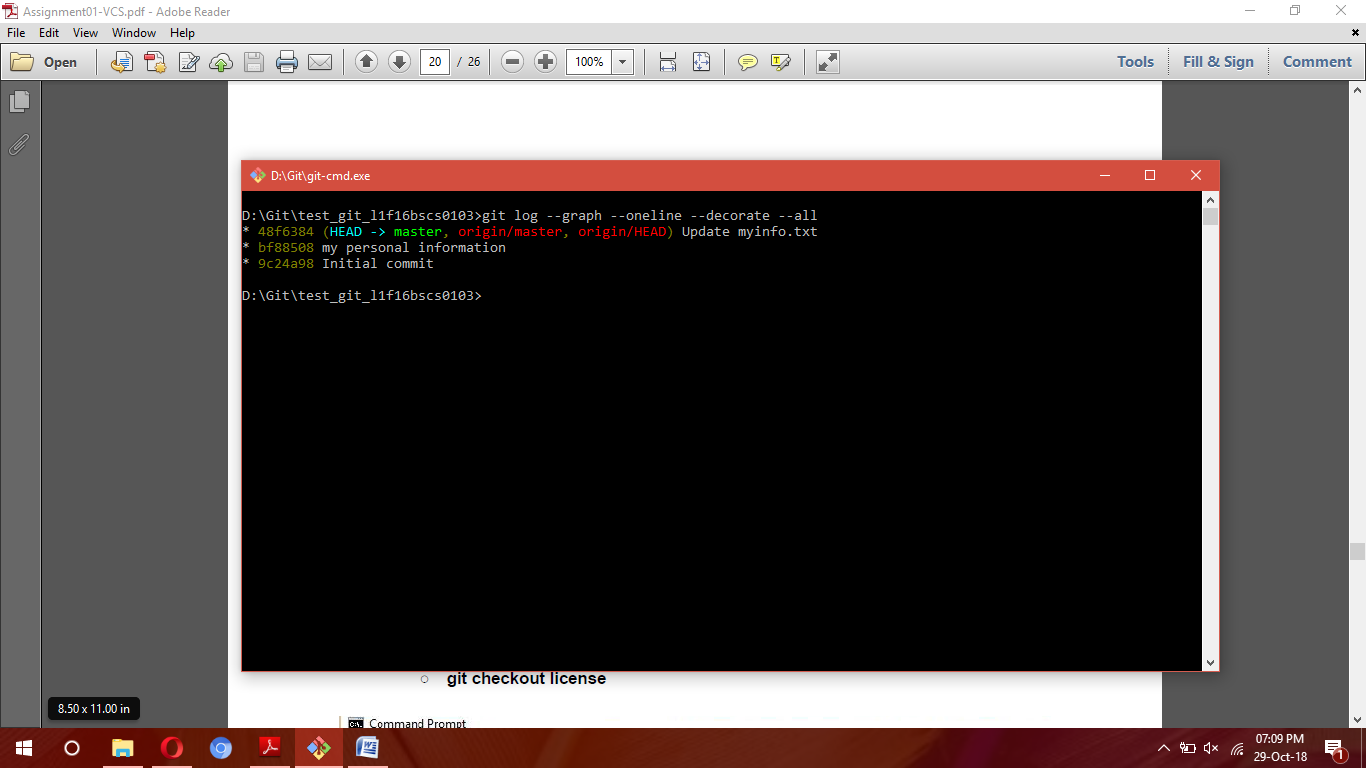 Assignment01-VCS.pdf - Adobe Reader
File Edit View Window Help
Open 20 / 26 100% Tools Fill & Sign Comment
D:\Git\git-cmd.exe
D:\Git\test_git_l1f16bscs0103>git log --graph --oneline --decorate --all
* 48f6384 (HEAD -> master, origin/master, origin/HEAD) Update myinfo.txt
* bf88508 my personal information
* 9c24a98 Initial commit
D:\Git\test_git_l1f16bscs0103>
○ git checkout license
8.50 x 11.00 in
C:\. Command Prompt
07:09 PM
29-Oct-18
1